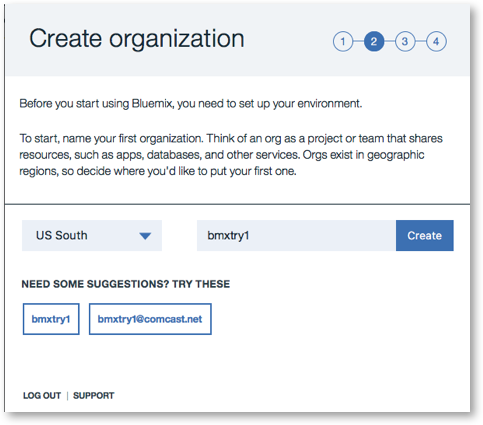 Create organization
1 2 3 4
Before you start using Bluemix, you need to set up your environment.
To start, name your first organization. Think of an org as a project or team that shares
resources, such as apps, databases, and other services. Orgs exist in geographic
regions, so decide where you'd like to put your first one.
US South bmxtry1 Create
NEED SOME SUGGESTIONS? TRY THESE
bmxtry1 bmxtry1@comcast.net
LOG OUT | SUPPORT